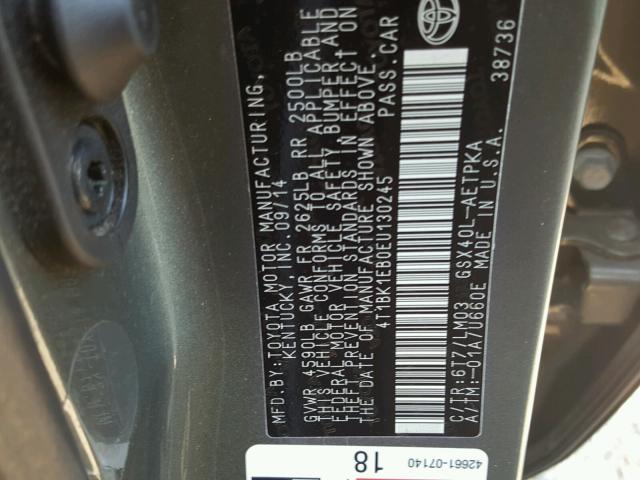 MFD.BY:TOYOTA MOTOR MANUFACTURING,
KENTUCKY, INC.09/14
GVWR 4590LB GAWR FR 2625LB RR 2500LB
THIS VEHICLE CONFORMS TO ALL APPLICABLE
FEDERAL MOTOR VEHICLE SAFETY, BUMPER AND
THEFT PREVENTION STANDARDS IN EFFECT ON
THE DATE OF MANUFACTURE SHOWN ABOVE.
4T1BK1EB0EU130245 PASS.CAR
C/TR:6T7/LM03 GSX40L-AETPKA
A/TM:-01A/U660E MADE IN U.S.A.
38736
42661-07140
18